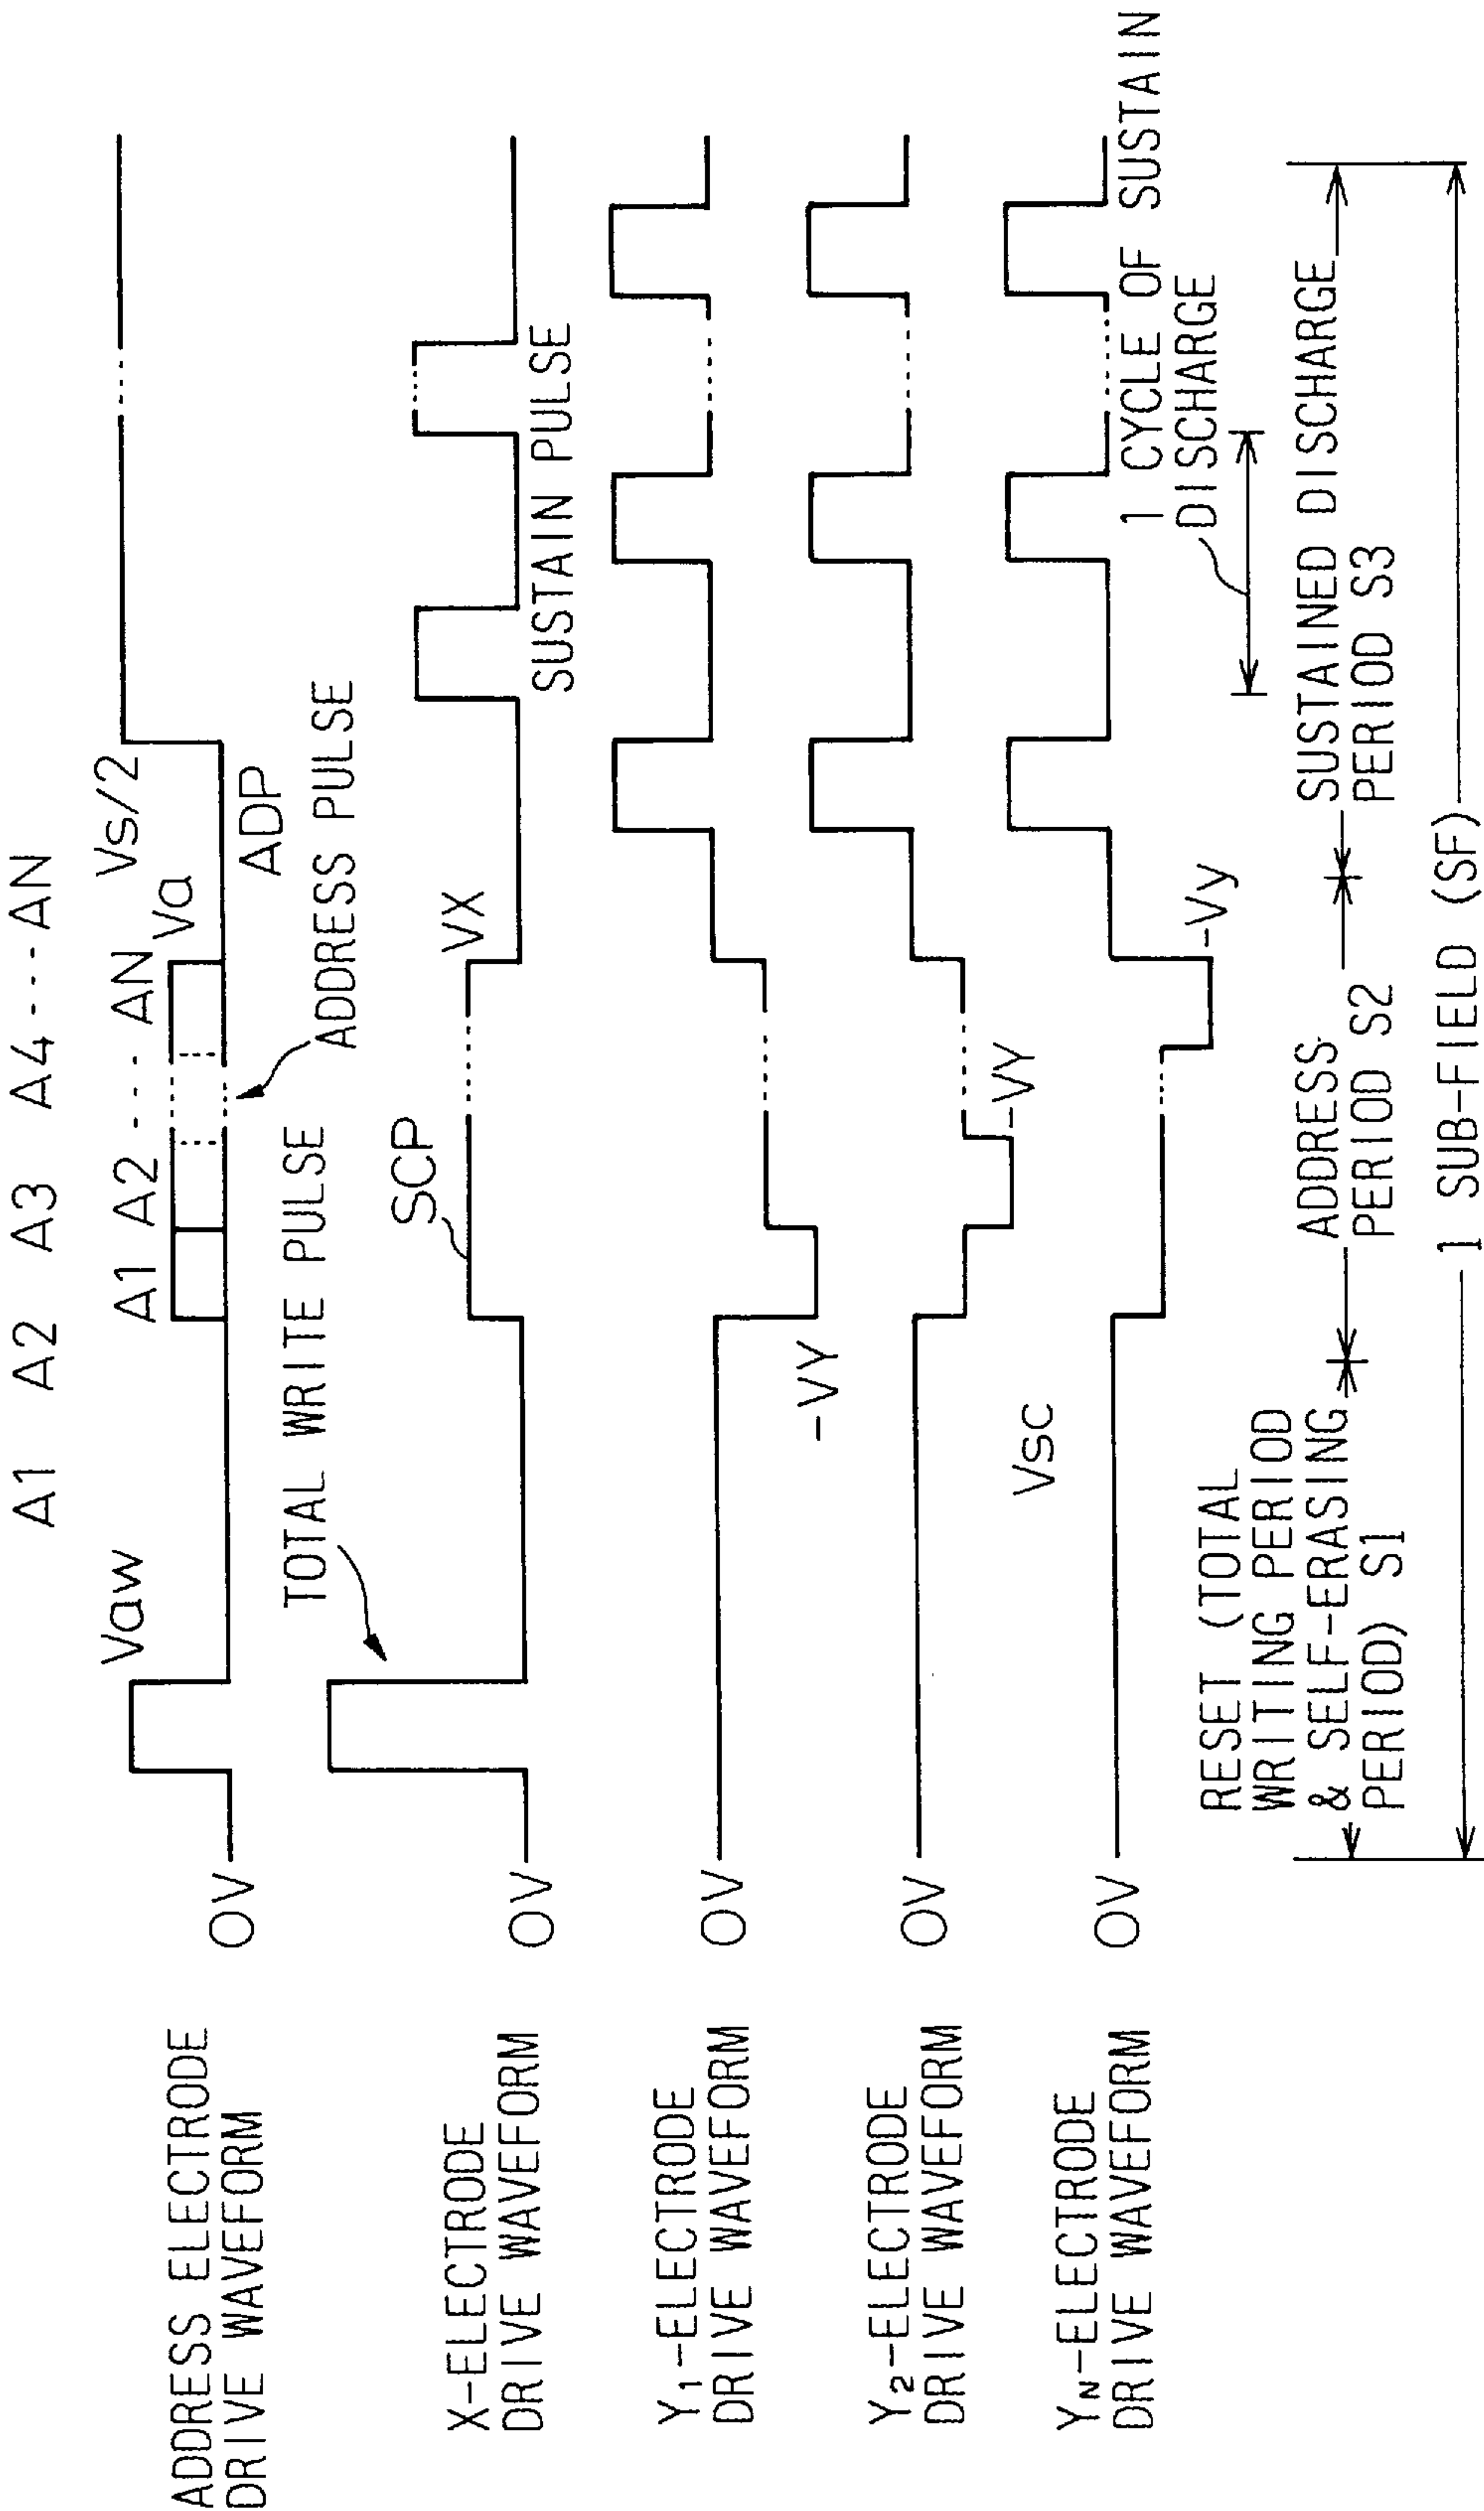 A1 A2 A3 A4 --- AN
Vaw
A1 A2 --- AN
Va
Vs/2
ADDRESS ELECTRODE
DRIVE WAVEFORM
0V
ADP
ADDRESS PULSE
TOTAL WRITE PULSE
SCP
VX
X-ELECTRODE
DRIVE WAVEFORM
0V
SUSTAIN PULSE
Y1-ELECTRODE
DRIVE WAVEFORM
0V
-VY
Y2-ELECTRODE
DRIVE WAVEFORM
0V
-VY
Vsc
YN-ELECTRODE
DRIVE WAVEFORM
0V
-Vy
1 CYCLE OF SUSTAIN
DISCHARGE
RESET (TOTAL
WRITING PERIOD
& SELF-ERASING
PERIOD) S1
ADDRESS
PERIOD S2
SUSTAINED DISCHARGE
PERIOD S3
1 SUB-FIELD (SF)